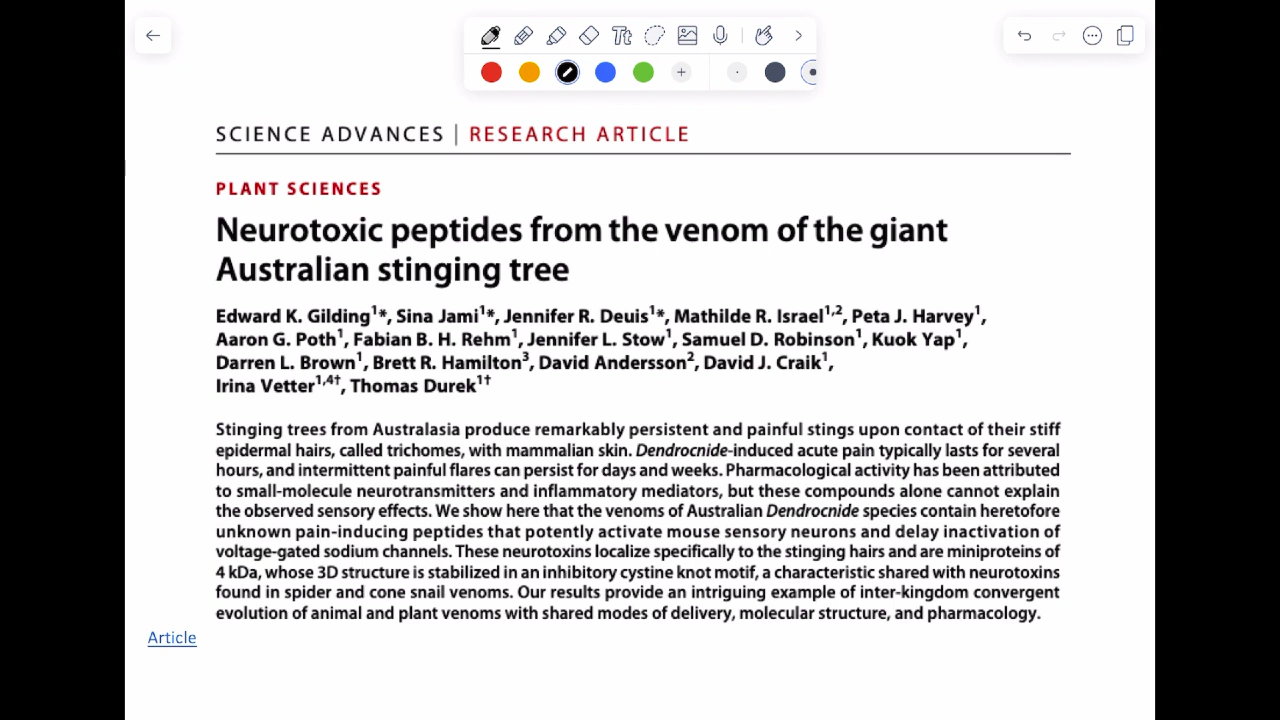 SCIENCE ADVANCES | RESEARCH ARTICLE
PLANT SCIENCES
Neurotoxic peptides from the venom of the giant
Australian stinging tree
Edward K. Gilding1*, Sina Jami1*, Jennifer R. Deuis1*, Mathilde R. Israel1,2, Peta J. Harvey1,
Aaron G. Poth1, Fabian B. H. Rehm1, Jennifer L. Stow1, Samuel D. Robinson1, Kuok Yap1,
Darren L. Brown1, Brett R. Hamilton3, David Andersson2, David J. Craik1,
Irina Vetter1,4†, Thomas Durek1†
Stinging trees from Australasia produce remarkably persistent and painful stings upon contact of their stiff
epidermal hairs, called trichomes, with mammalian skin. Dendrocnide-induced acute pain typically lasts for several
hours, and intermittent painful flares can persist for days and weeks. Pharmacological activity has been attributed
to small-molecule neurotransmitters and inflammatory mediators, but these compounds alone cannot explain
the observed sensory effects. We show here that the venoms of Australian Dendrocnide species contain heretofore
unknown pain-inducing peptides that potently activate mouse sensory neurons and delay inactivation of
voltage-gated sodium channels. These neurotoxins localize specifically to the stinging hairs and are miniproteins of
4 kDa, whose 3D structure is stabilized in an inhibitory cystine knot motif, a characteristic shared with neurotoxins
found in spider and cone snail venoms. Our results provide an intriguing example of inter-kingdom convergent
evolution of animal and plant venoms with shared modes of delivery, molecular structure, and pharmacology.
Article